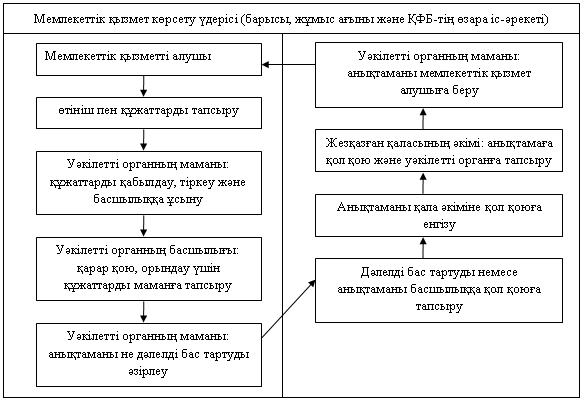 Мемлекеттік қызмет көрсету үдерісі (барысы, жұмыс ағыны және ҚФБ-тің өзара іс-әрекеті)
Мемлекеттік қызметті алушы
өтініш пен құжаттарды тапсыру
Уәкілетті органның маманы:
құжаттарды қабылдау, тіркеу және
басшылыққа ұсыну
Уәкілетті органның басшылығы:
қарар қою, орындау үшін
құжаттарды маманға тапсыру
Уәкілетті органның маманы:
анықтаманы не дәлелді бас тартуды
әзірлеу
Уәкілетті органның маманы:
анықтаманы мемлекеттік қызмет
алушыға беру
Жезқазған қаласының әкімі: анықтамаға
қол қою және уәкілетті органға тапсыру
Анықтаманы қала әкіміне қол қоюға
енгізу
Дәлелді бас тартуды немесе
анықтаманы басшылыққа қол қоюға
тапсыру